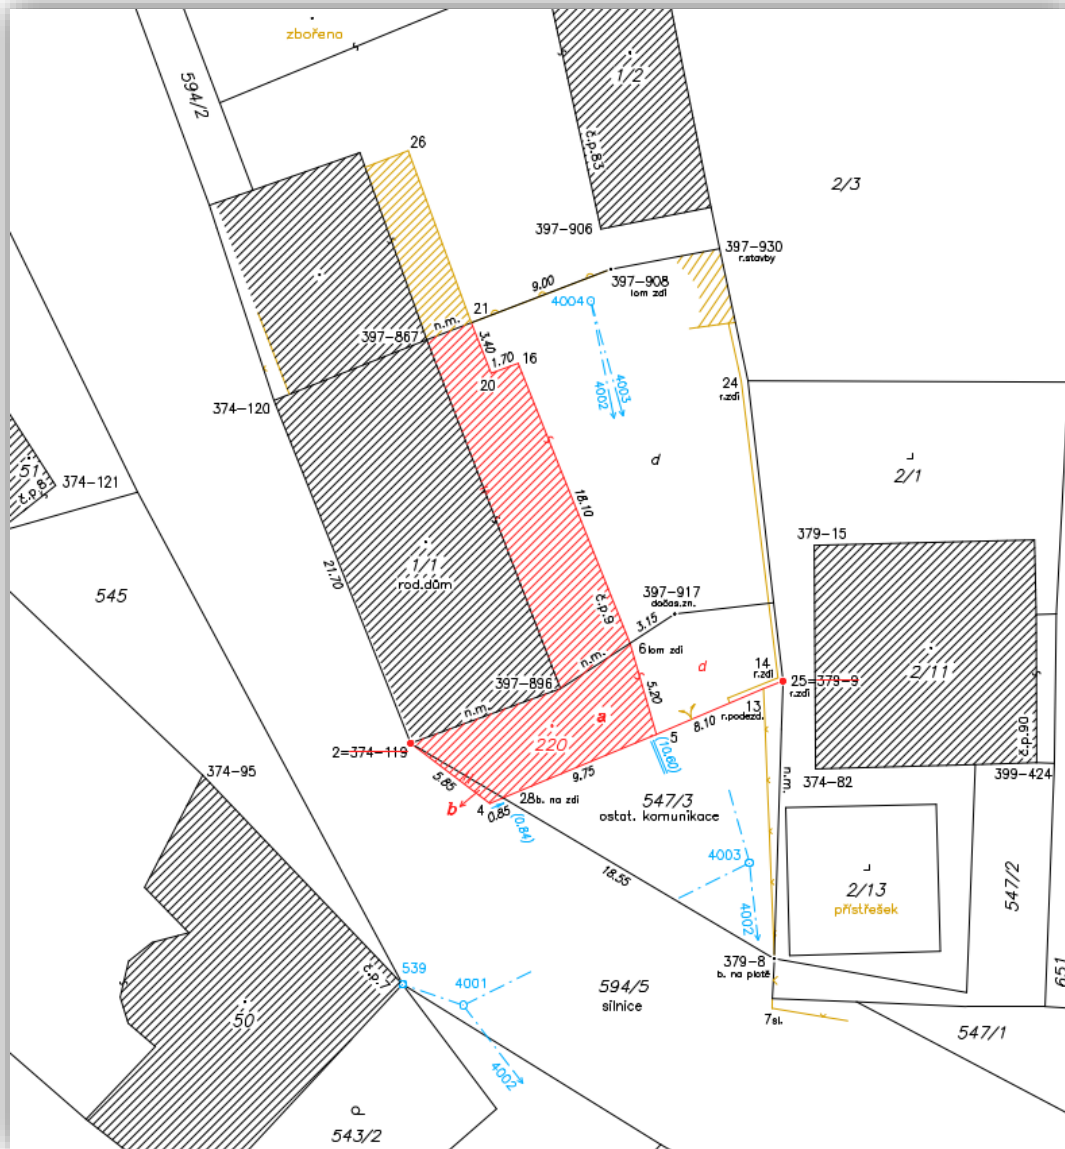 zbořena
594/2
1/2
č.p.83
26
2/3
397-906
397-930
r.stavby
397-908
lom zdi
9.00
4004
21
n.m.
397-867
3.40
1.70
16
20
4003
4002
24
r.zdi
374-120
d
2/1
51
č.p.8
374-121
18.10
379-15
1/1
rod.dům
21.70
545
č.p.9
397-917
dočas.zn.
3.15
6 lom zdi
n.m.
d
14
r.zdi
2/11
25=379-9
r.zdi
397-896
5.20
13
r.podezd.
n.m.
a
8.10
5
č.p.90
220
(10.60)
2=374-119
9.75
374-95
5.85
374-82
399-424
b
4
0.85
28b. na zdi
(0.84)
547/3
ostat. komunikace
4003
18.55
2/13
přístřešek
547/2
4002
379-8
b. na plotě
č.p.7
539
4001
594/5
silnice
651
50
7sl.
547/1
4002
543/2